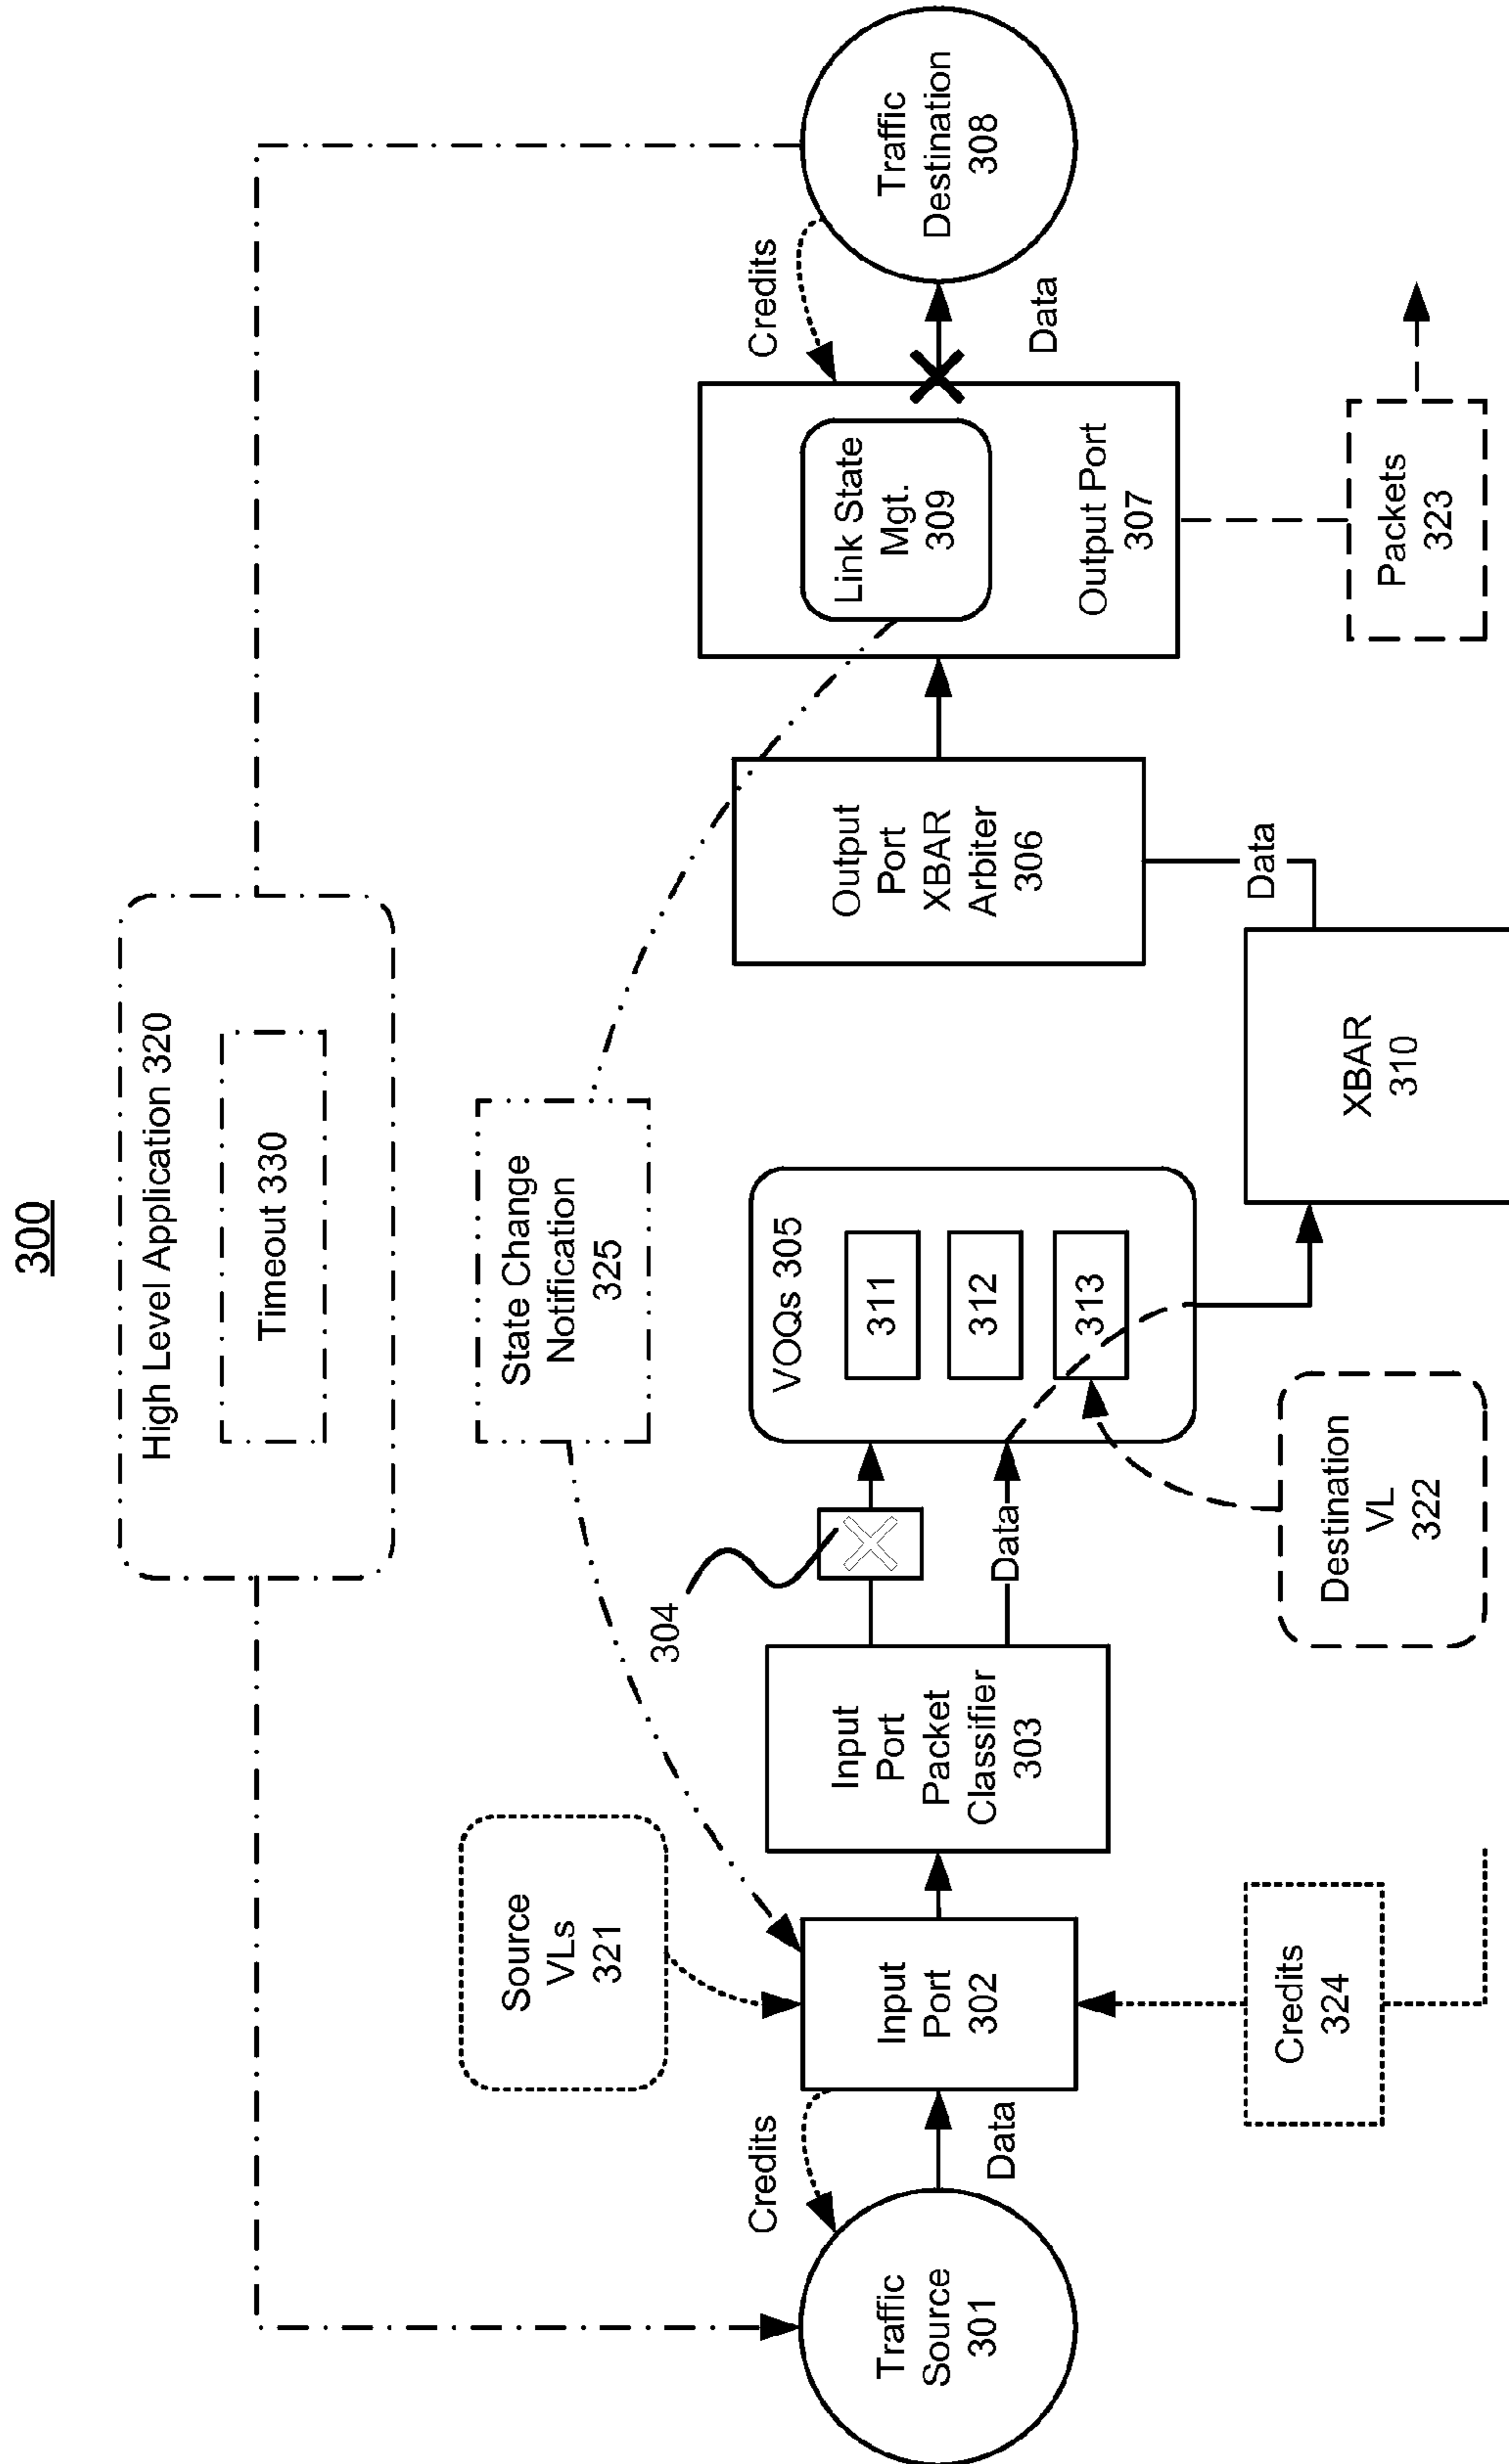 300
High Level Application 320
Timeout 330
State Change
Notification
325
Source
VLs
321
304
Credits
Traffic
Source
301
Data
Input
Port
302
Input
Port
Packet
Classifier
303
Data
VOQs 305
311
312
313
Output
Port
XBAR
Arbiter
306
Link State
Mgt.
309
Output Port
307
Credits
Data
Traffic
Destination
308
Credits
324
Destination
VL
322
XBAR
310
Data
Packets
323